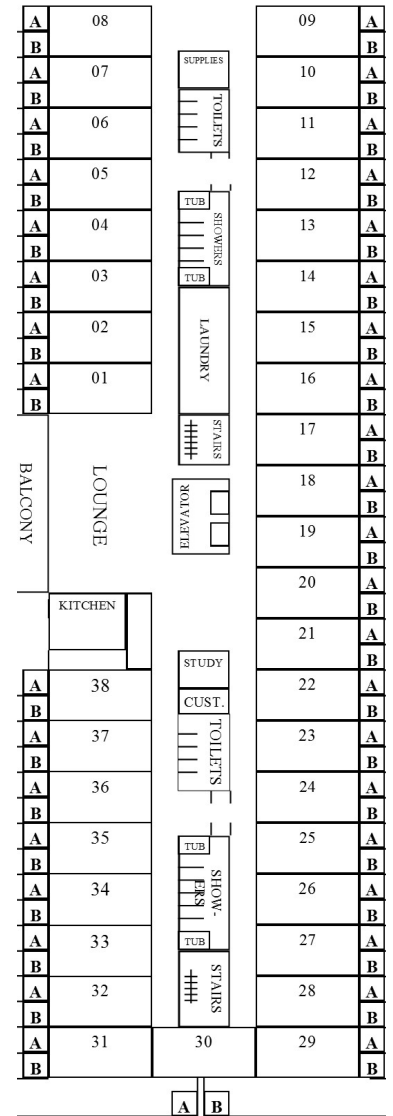 A 08 09 A
B SUPPLIES B
A 07 10 A
B TOILETS B
A 06 11 A
B B
A 05 12 A
B TUB B
A 04 SHOWERS 13 A
B B
A 03 TUB 14 A
B B
A 02 LAUNDRY 15 A
B B
A 01 16 A
B B
STAIRS 17 A
B
BALCONY LOUNGE ELEVATOR 18 A
B
19 A
B
20 A
KITCHEN B
21 A
STUDY B
A 38 22 A
B CUST. B
A 37 TOILETS 23 A
B B
A 36 24 A
B B
A 35 TUB 25 A
B B
A 34 SHOW- 26 A
ERS
B B
A 33 TUB 27 A
B B
A 32 STAIRS 28 A
B B
A 31 30 29 A
B B
A B